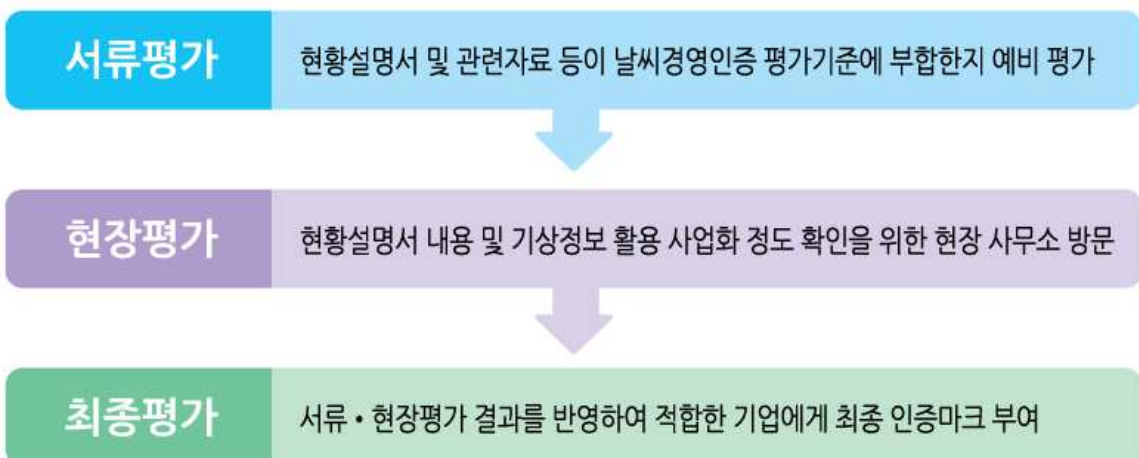 서류평가
현황설명서 및 관련자료 등이 날씨경영인증 평가기준에 부합한지 예비 평가
현장평가
현황설명서 내용 및 기상정보 활용 사업화 정도 확인을 위한 현장 사무소 방문
최종평가
서류 • 현장평가 결과를 반영하여 적합한 기업에게 최종 인증마크 부여